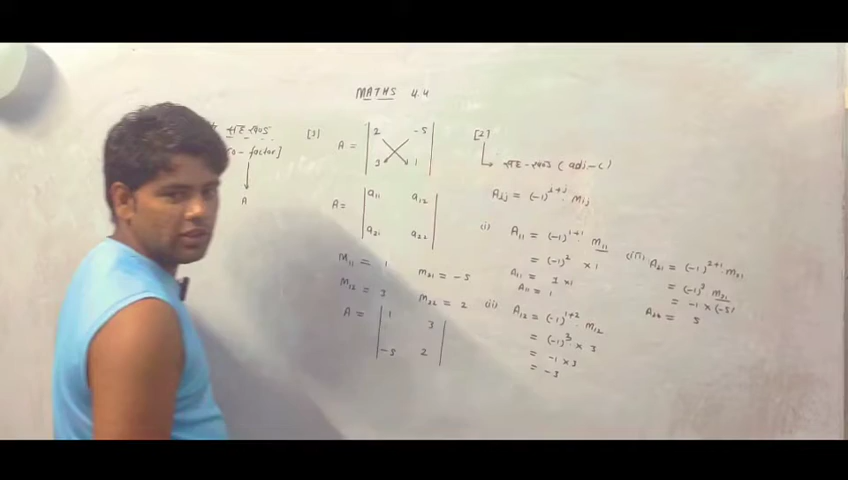 MATHS 4.4
સહ અવયવ
Co-factor]
A
[3]
A = | 2 -5 |
| 3 1 |
A = | a11 a12 |
| a21 a22 |
M11 = 1
M21 = -5
M12 = 3
M22 = 2
A = | 1 3 |
| -5 2 |
[2]
Aij = (-1)^i+j . Mij
(i) A11 = (-1)^1+1 . M11
= (-1)^2 × 1
A11 = 1 × 1
A11 = 1
(ii) A12 = (-1)^1+2 . M12
= (-1)^3 × 3
= -1 × 3
= -3
(iii) A21 = (-1)^2+1 . M21
= (-1)^3 . M21
= -1 × (-5)
= 5